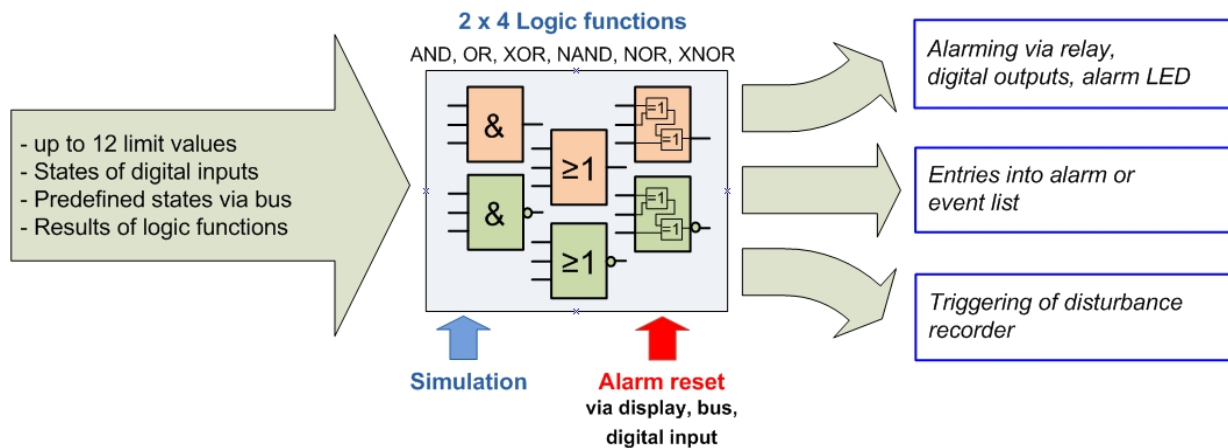 2 x 4 Logic functions
AND, OR, XOR, NAND, NOR, XNOR
- up to 12 limit values
- States of digital inputs
- Predefined states via bus
- Results of logic functions
&
≥1
=1
=1
&
≥1
=1
=1
Simulation
Alarm reset
via display, bus,
digital input
Alarming via relay,
digital outputs, alarm LED
Entries into alarm or
event list
Triggering of disturbance
recorder